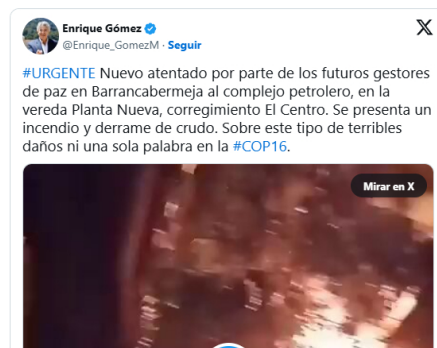 Enrique Gómez
@Enrique_GomezM · Seguir
#URGENTE Nuevo atentado por parte de los futuros gestores
de paz en Barrancabermeja al complejo petrolero, en la
vereda Planta Nueva, corregimiento El Centro. Se presenta un
incendio y derrame de crudo. Sobre este tipo de terribles
daños ni una sola palabra en la #COP16.
Mirar en X